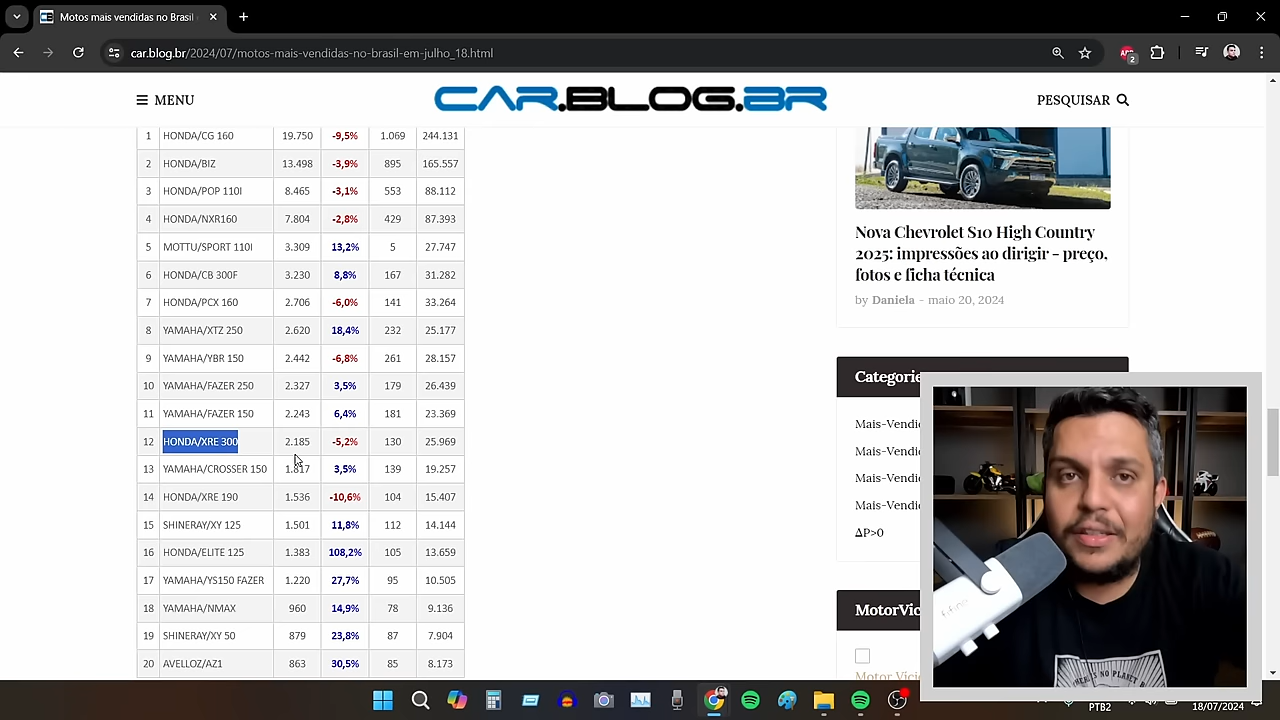 Motos mais vendidas no Brasil
car.blog.br/2024/07/motos-mais-vendidas-no-brasil-em-julho_18.html
2
MENU
CAR.BLOG.BR
PESQUISAR
1 HONDA/CG 160 19.750 -9,5% 1.069 244.131
2 HONDA/BIZ 13.498 -3,9% 895 165.557
3 HONDA/POP 110I 8.465 -3,1% 553 88.112
4 HONDA/NXR160 7.804 -2,8% 429 87.393
5 MOTTU/SPORT 110I 3.309 13,2% 5 27.747
6 HONDA/CB 300F 3.230 8,8% 167 31.282
7 HONDA/PCX 160 2.706 -6,0% 141 33.264
8 YAMAHA/XTZ 250 2.620 18,4% 232 25.177
9 YAMAHA/YBR 150 2.442 -6,8% 261 28.157
10 YAMAHA/FAZER 250 2.327 3,5% 179 26.439
11 YAMAHA/FAZER 150 2.243 6,4% 181 23.369
12 HONDA/XRE 300 2.185 -5,2% 130 25.969
13 YAMAHA/CROSSER 150 3,5% 139 19.257
14 HONDA/XRE 190 -10,6% 104 15.407
15 SHINERAY/XY 125 1.501 11,8% 112 14.144
16 HONDA/ELITE 125 1.383 108,2% 105 13.659
17 YAMAHA/YS150 FAZER 1.220 27,7% 95 10.505
18 YAMAHA/NMAX 960 14,9% 78 9.136
19 SHINERAY/XY 50 879 23,8% 87 7.904
20 AVELLOZ/AZ1 863 30,5% 85 8.173
Nova Chevrolet S10 High Country
2025: impressões ao dirigir - preço,
fotos e ficha técnica
by Daniela - maio 20, 2024
Categorie
Mais-Vendi
Mais-Vendi
Mais-Vendi
Mais-Vendi
ΔP>0
MotorVic
Motor Víci
fifine
THERE'S NO PLANET B
PTB2
18/07/2024